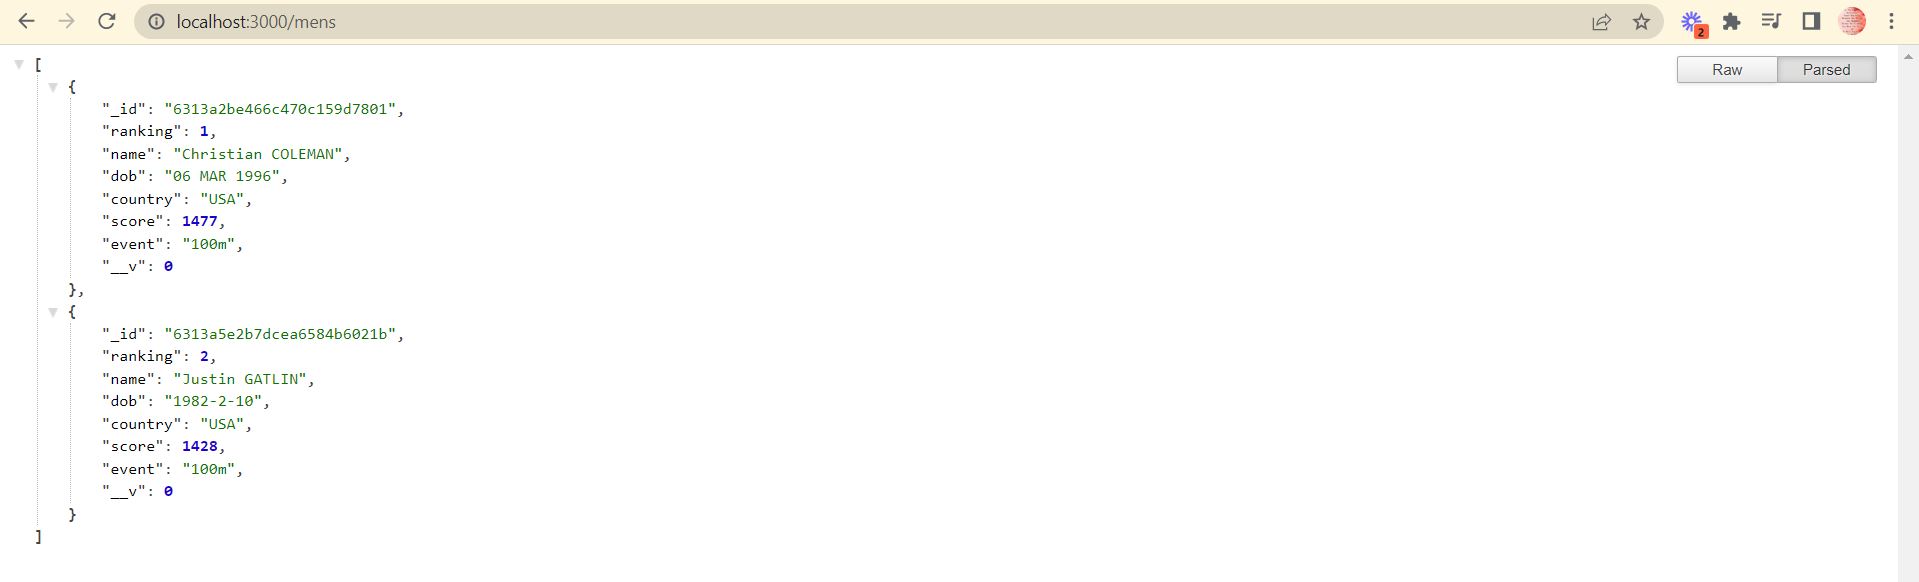 localhost:3000/mens
2
Raw Parsed
[
{
"_id": "6313a2be466c470c159d7801",
"ranking": 1,
"name": "Christian COLEMAN",
"dob": "06 MAR 1996",
"country": "USA",
"score": 1477,
"event": "100m",
"__v": 0
},
{
"_id": "6313a5e2b7dcea6584b6021b",
"ranking": 2,
"name": "Justin GATLIN",
"dob": "1982-2-10",
"country": "USA",
"score": 1428,
"event": "100m",
"__v": 0
}
]